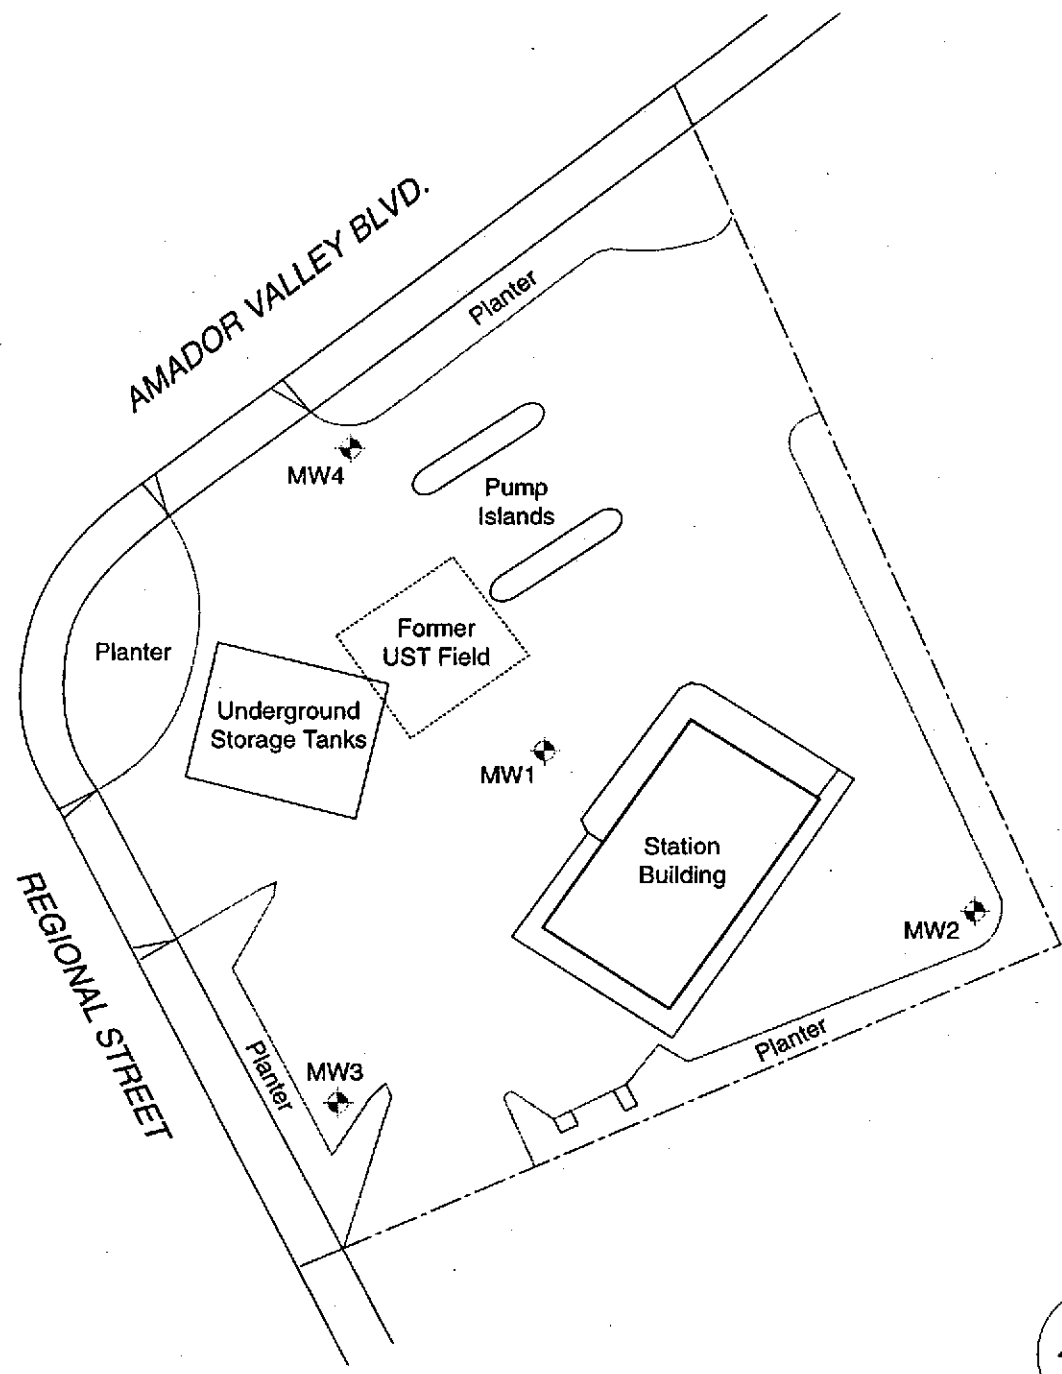 AMADOR VALLEY BLVD.
Planter
MW4
Pump
Islands
Former
UST Field
Planter
Underground
Storage Tanks
MW1
Station
Building
REGIONAL STREET
MW2
Planter
Planter
MW3